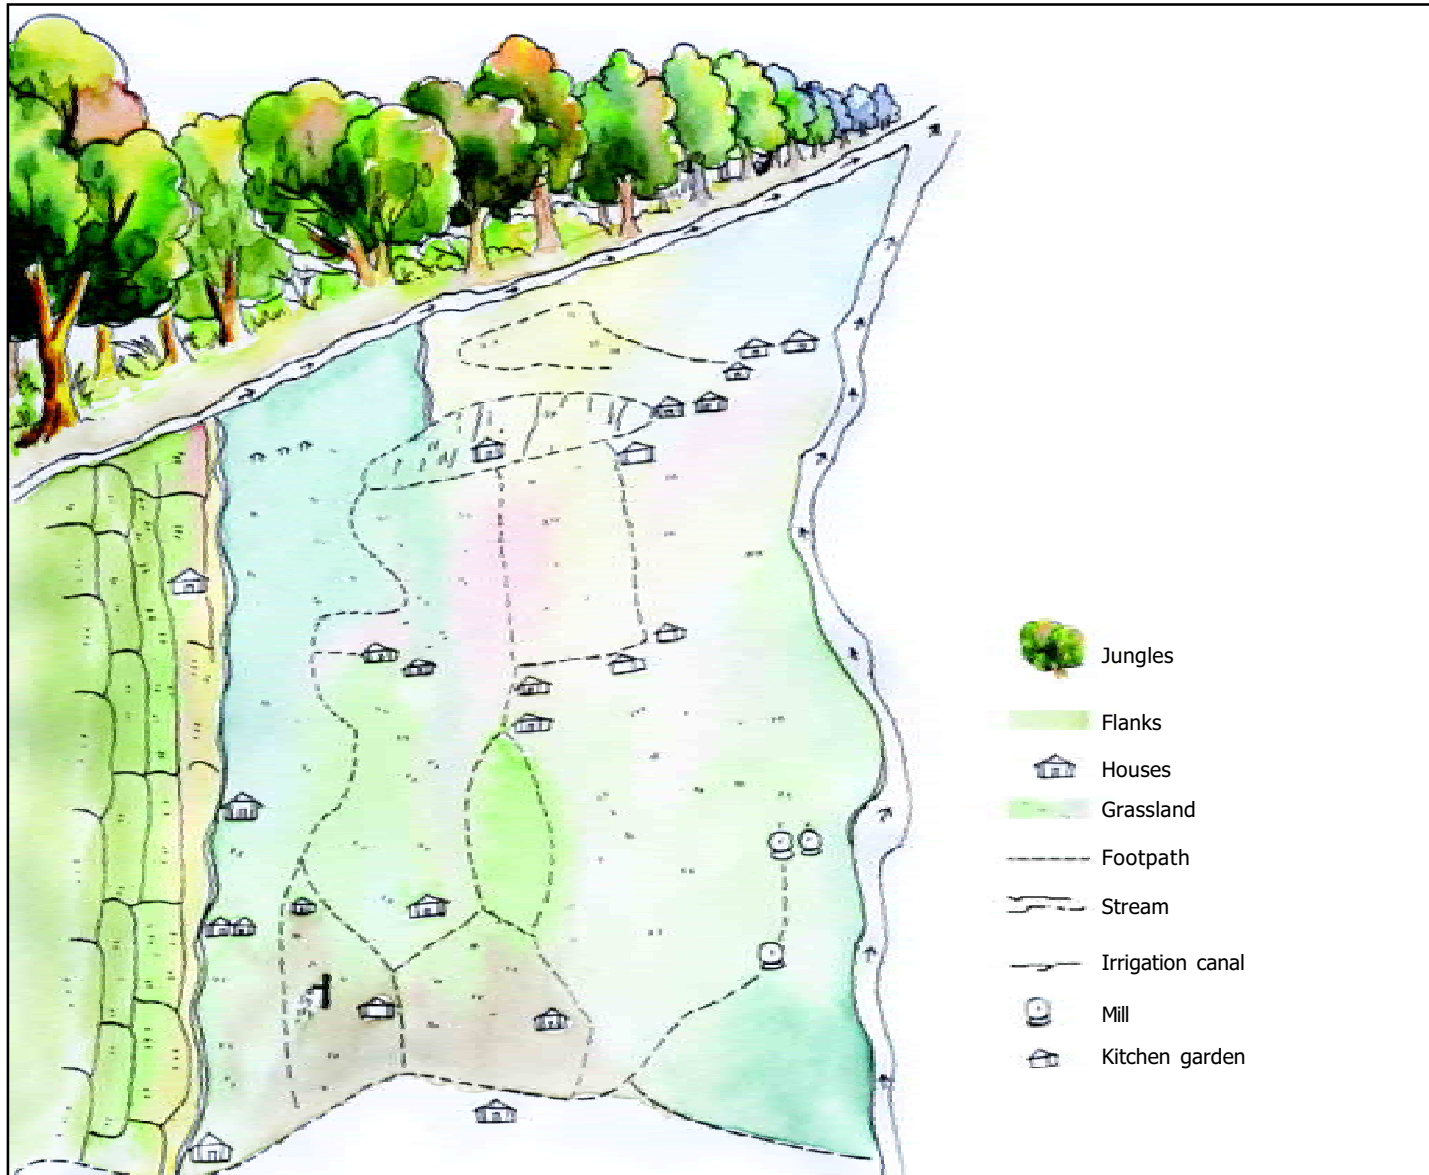 Jungles
Flanks
Houses
Grassland
Footpath
Stream
Irrigation canal
Mill
Kitchen garden